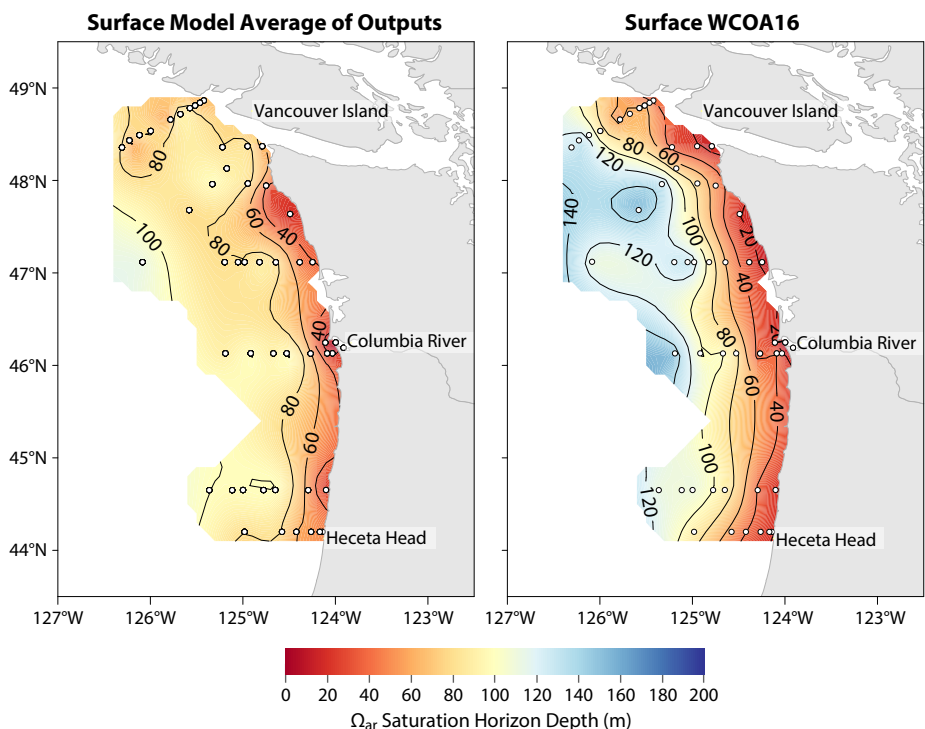 Surface Model Average of Outputs
Surface WCOA16
49°N
48°N
47°N
46°N
45°N
44°N
Vancouver Island
80
100
80
60
40
40
80
60
Columbia River
Heceta Head
127°W
126°W
125°W
124°W
123°W
Vancouver Island
80
60
120
140
100
20
120
40
20
80
60
40
100
120
Columbia River
Heceta Head
127°W
126°W
125°W
124°W
123°W
0 20 40 60 80 100 120 140 160 180 200
Ωar Saturation Horizon Depth (m)